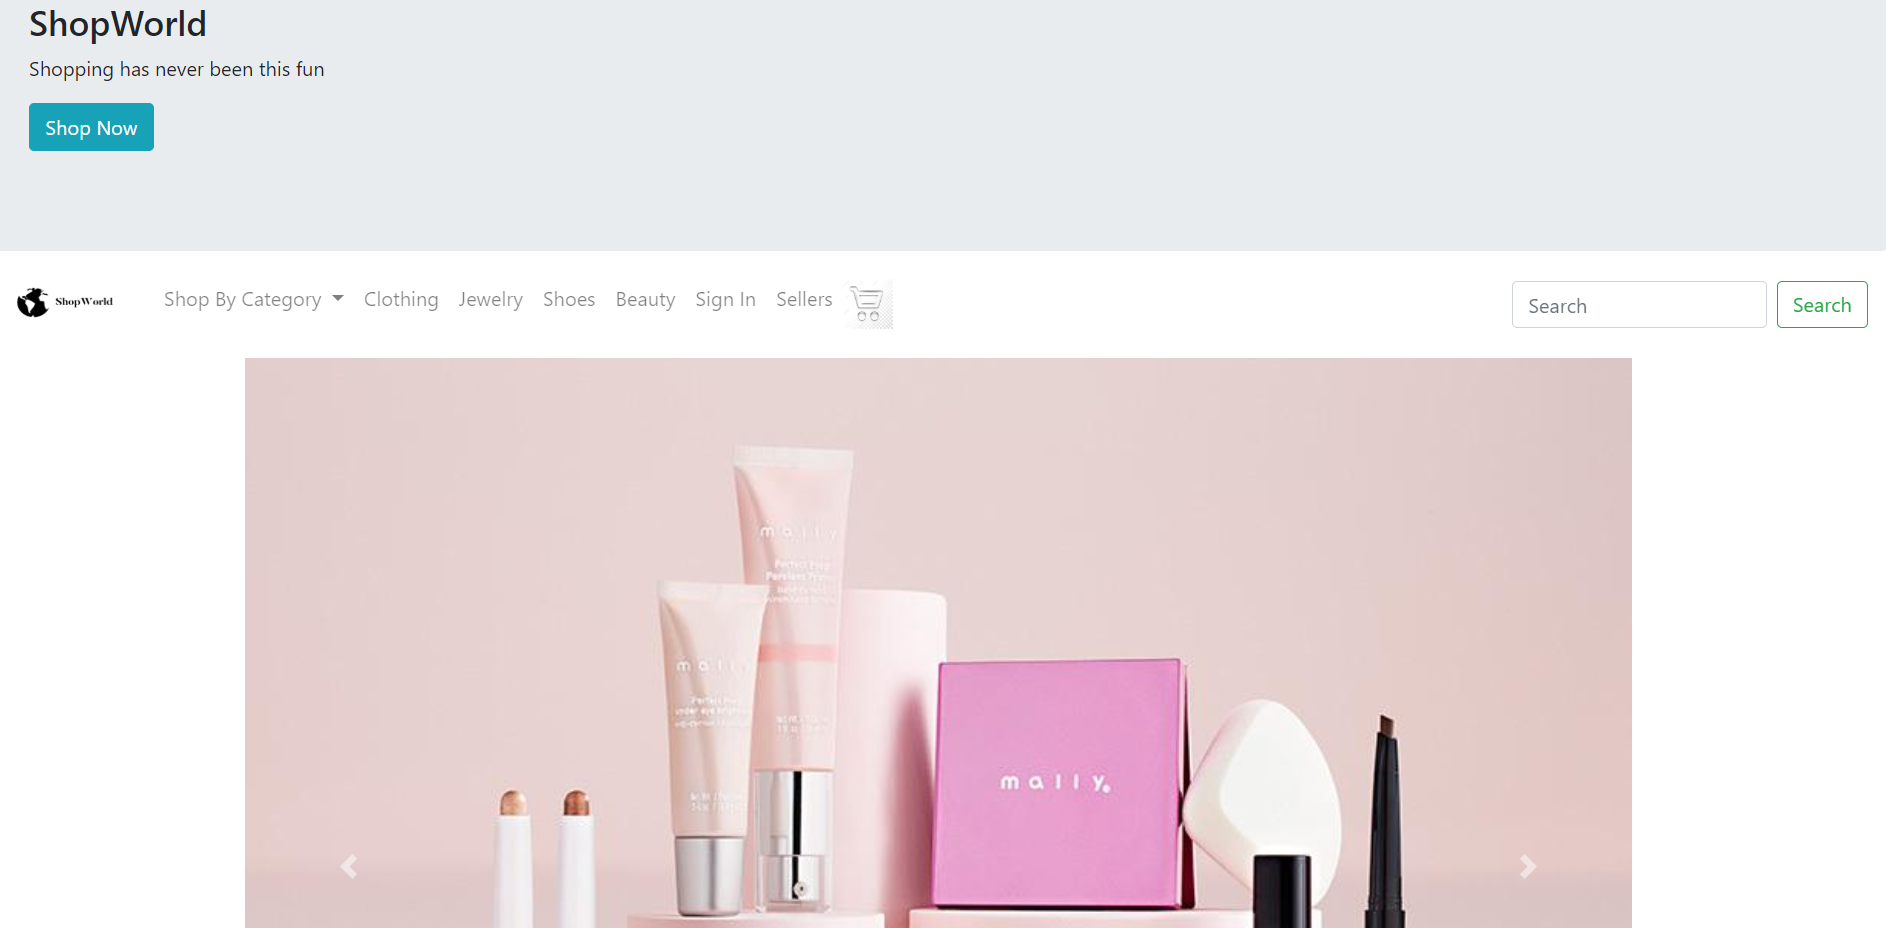 ShopWorld
Shopping has never been this fun
Shop Now
ShopWorld
Shop By Category Clothing Jewelry Shoes Beauty Sign In Sellers
Search Search
mally
Perfect Prep
Poreless Primer
mally
Perfect Prep
under eye
mally